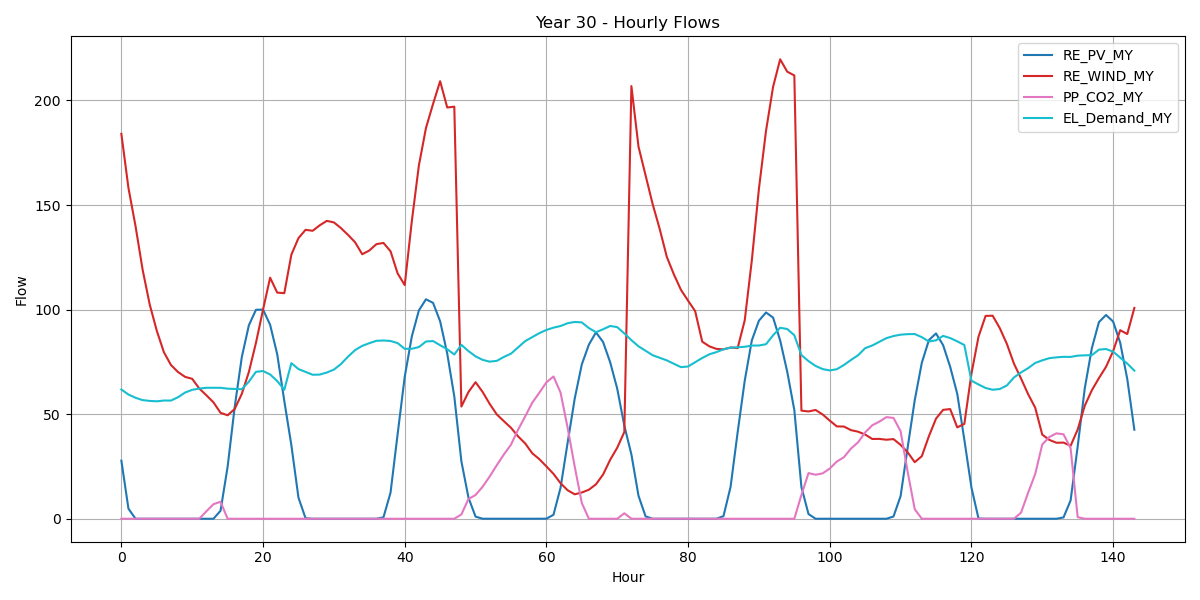 Year 30 - Hourly Flows
RE_PV_MY
RE_WIND_MY
PP_CO2_MY
EL_Demand_MY
Flow
200
150
100
50
0
0 20 40 60 80 100 120 140
Hour